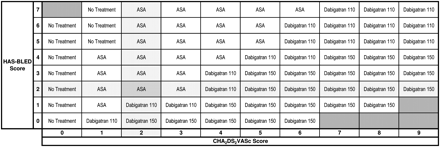 7 No Treatment ASA ASA ASA ASA ASA Dabigatran 110 Dabigatran 110 Dabigatran 110
6 No Treatment No Treatment ASA ASA ASA ASA Dabigatran 110 Dabigatran 110 Dabigatran 110 Dabigatran 110
5 No Treatment No Treatment ASA ASA ASA ASA Dabigatran 110 Dabigatran 110 Dabigatran 110 Dabigatran 110
HAS-BLED
Score
4 No Treatment ASA ASA ASA ASA Dabigatran 110 Dabigatran 150 Dabigatran 150 Dabigatran 150 Dabigatran 150
3 No Treatment ASA ASA ASA Dabigatran 110 Dabigatran 150 Dabigatran 150 Dabigatran 150 Dabigatran 150 Dabigatran 150
2 No Treatment ASA ASA ASA Dabigatran 110 Dabigatran 150 Dabigatran 150 Dabigatran 150 Dabigatran 150 Dabigatran 150
1 No Treatment ASA Dabigatran 110 Dabigatran 110 Dabigatran 150 Dabigatran 150 Dabigatran 150 Dabigatran 150 Dabigatran 150
0 No Treatment Dabigatran 110 Dabigatran 150 Dabigatran 150 Dabigatran 150 Dabigatran 150 Dabigatran 150
0 1 2 3 4 5 6 7 8 9
CHA₂DS₂VASc Score